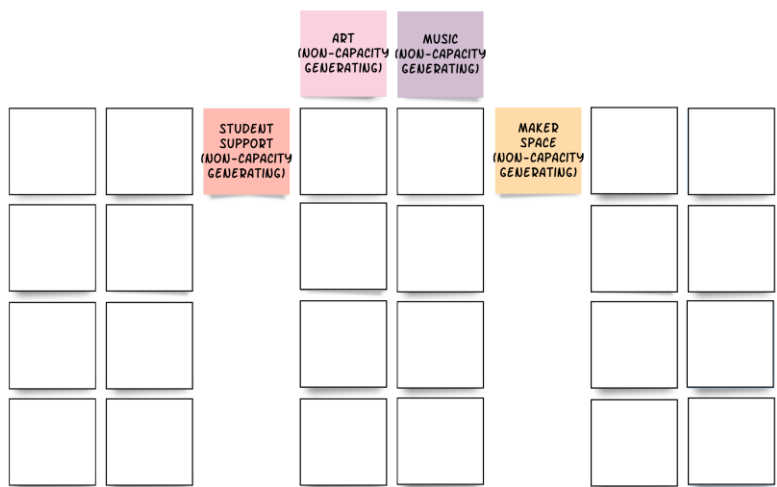 ART
(NON-CAPACITY
GENERATING)
MUSIC
(NON-CAPACITY
GENERATING)
STUDENT
SUPPORT
(NON-CAPACITY
GENERATING)
MAKER
SPACE
(NON-CAPACITY
GENERATING)